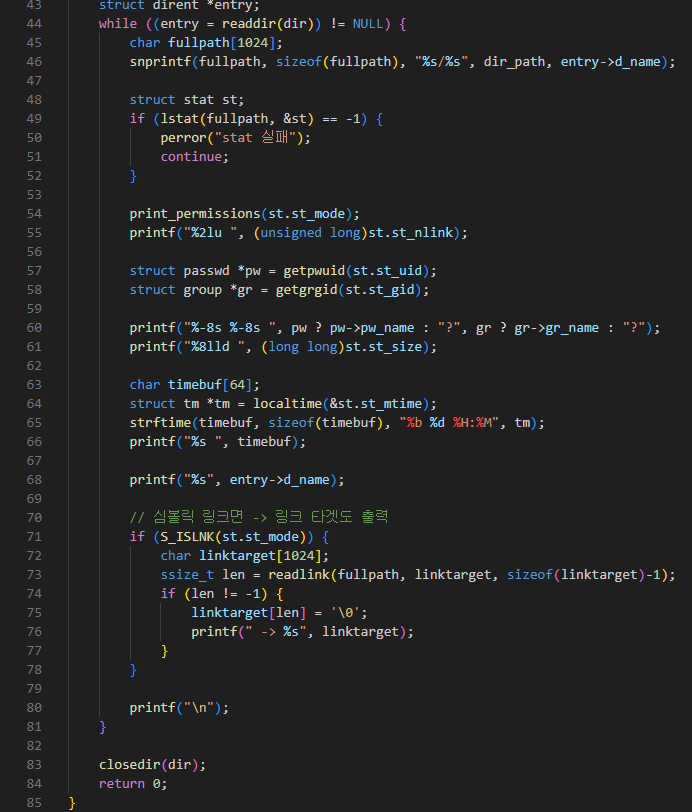 43 struct dirent *entry;
44 while ((entry = readdir(dir)) != NULL) {
45 char fullpath[1024];
46 snprintf(fullpath, sizeof(fullpath), "%s/%s", dir_path, entry->d_name);
47
48 struct stat st;
49 if (lstat(fullpath, &st) == -1) {
50 perror("stat 실패");
51 continue;
52 }
53
54 print_permissions(st.st_mode);
55 printf("%2lu ", (unsigned long)st.st_nlink);
56
57 struct passwd *pw = getpwuid(st.st_uid);
58 struct group *gr = getgrgid(st.st_gid);
59
60 printf("%-8s %-8s ", pw ? pw->pw_name : "?", gr ? gr->gr_name : "?");
61 printf("%8lld ", (long long)st.st_size);
62
63 char timebuf[64];
64 struct tm *tm = localtime(&st.st_mtime);
65 strftime(timebuf, sizeof(timebuf), "%b %d %H:%M", tm);
66 printf("%s ", timebuf);
67
68 printf("%s", entry->d_name);
69
70 // 심볼릭 링크면 -> 링크 타겟도 출력
71 if (S_ISLNK(st.st_mode)) {
72 char linktarget[1024];
73 ssize_t len = readlink(fullpath, linktarget, sizeof(linktarget)-1);
74 if (len != -1) {
75 linktarget[len] = '\0';
76 printf(" -> %s", linktarget);
77 }
78 }
79
80 printf("\n");
81 }
82
83 closedir(dir);
84 return 0;
85 }